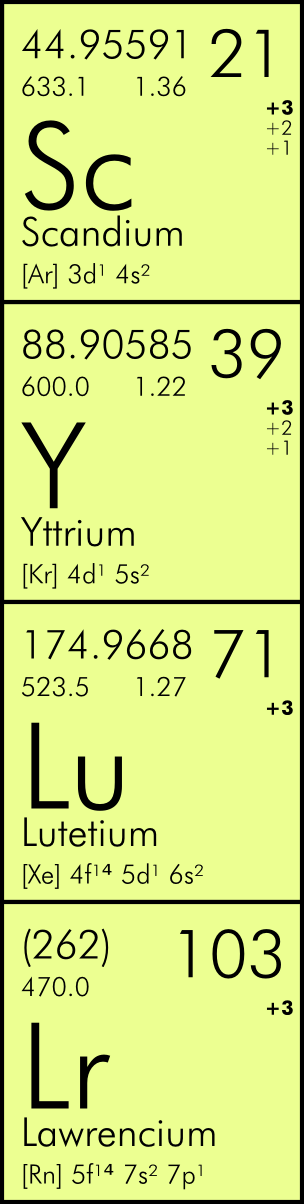 44.95591 21
633.1 1.36
+3
+2
+1
Sc
Scandium
[Ar] 3d¹ 4s²
88.90585 39
600.0 1.22
+3
+2
+1
Y
Yttrium
[Kr] 4d¹ 5s²
174.9668 71
523.5 1.27
+3
Lu
Lutetium
[Xe] 4f¹⁴ 5d¹ 6s²
(262) 103
470.0
+3
Lr
Lawrencium
[Rn] 5f¹⁴ 7s² 7p¹